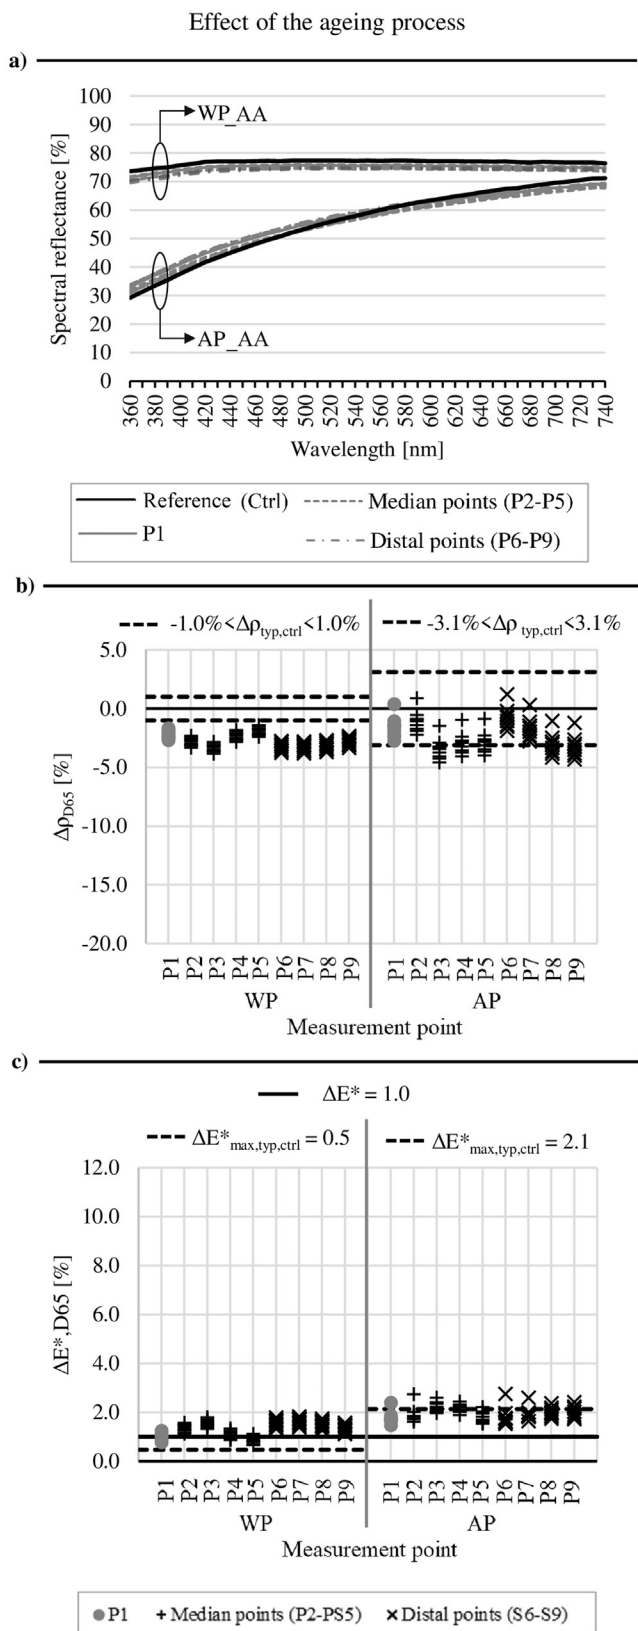 Effect of the ageing process
a)
100
90
80
70
60
50
40
30
20
10
0
Spectral reflectance [%]
WP_AA
AP_AA
360 380 400 420 440 460 480 500 520 540 560 580 600 620 640 660 680 700 720 740
Wavelength [nm]
Reference (Ctrl)
Median points (P2-P5)
P1
Distal points (P6-P9)
b)
-1.0%<Δρtyp,ctrl<1.0%
-3.1%<Δρ typ,ctrl<3.1%
5.0
0.0
-5.0
-10.0
-15.0
-20.0
ΔρD65 [%]
P1 P2 P3 P4 P5 P6 P7 P8 P9 P1 P2 P3 P4 P5 P6 P7 P8 P9
WP AP
Measurement point
c)
ΔE* = 1.0
ΔE*max,typ,ctrl = 0.5
ΔE*max,typ,ctrl = 2.1
12.0
10.0
8.0
6.0
4.0
2.0
0.0
ΔE*,D65 [%]
P1 P2 P3 P4 P5 P6 P7 P8 P9 P1 P2 P3 P4 P5 P6 P7 P8 P9
WP AP
Measurement point
P1 Median points (P2-PS5) Distal points (S6-S9)